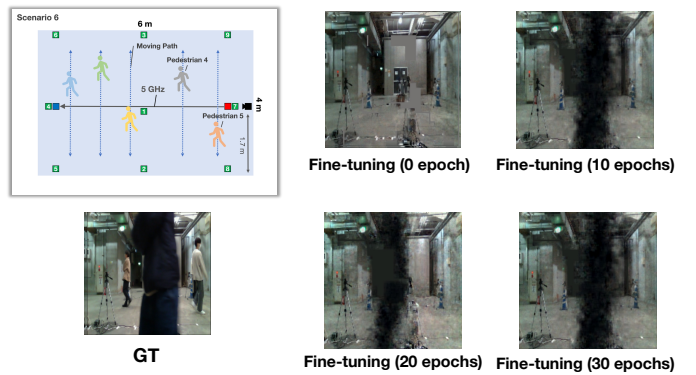 Scenario 6
6 m
6
3
9
Moving Path
Pedestrian 4
5 GHz
4
1
7
4 m
Pedestrian 5
1.7 m
5
2
8
Fine-tuning (0 epoch)
Fine-tuning (10 epochs)
GT
Fine-tuning (20 epochs)
Fine-tuning (30 epochs)